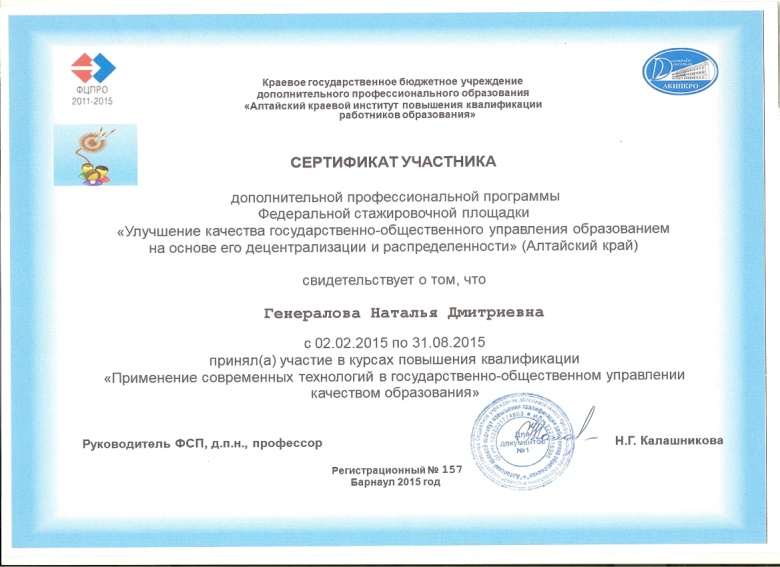 ФЦПРО
2011-2015
Краевое государственное бюджетное учреждение
дополнительного профессионального образования
«Алтайский краевой институт повышения квалификации
работников образования»
АКИПКРО
СЕРТИФИКАТ УЧАСТНИКА
дополнительной профессиональной программы
Федеральной стажировочной площадки
«Улучшение качества государственно-общественного управления образованием
на основе его децентрализации и распределенности» (Алтайский край)
свидетельствует о том, что
Генералова Наталья Дмитриевна
с 02.02.2015 по 31.08.2015
принял(а) участие в курсах повышения квалификации
«Применение современных технологий в государственно-общественном управлении
качеством образования»
Руководитель ФСП, д.п.н., профессор
Для
документов
№1
Н.Г. Калашникова
Регистрационный № 157
Барнаул 2015 год